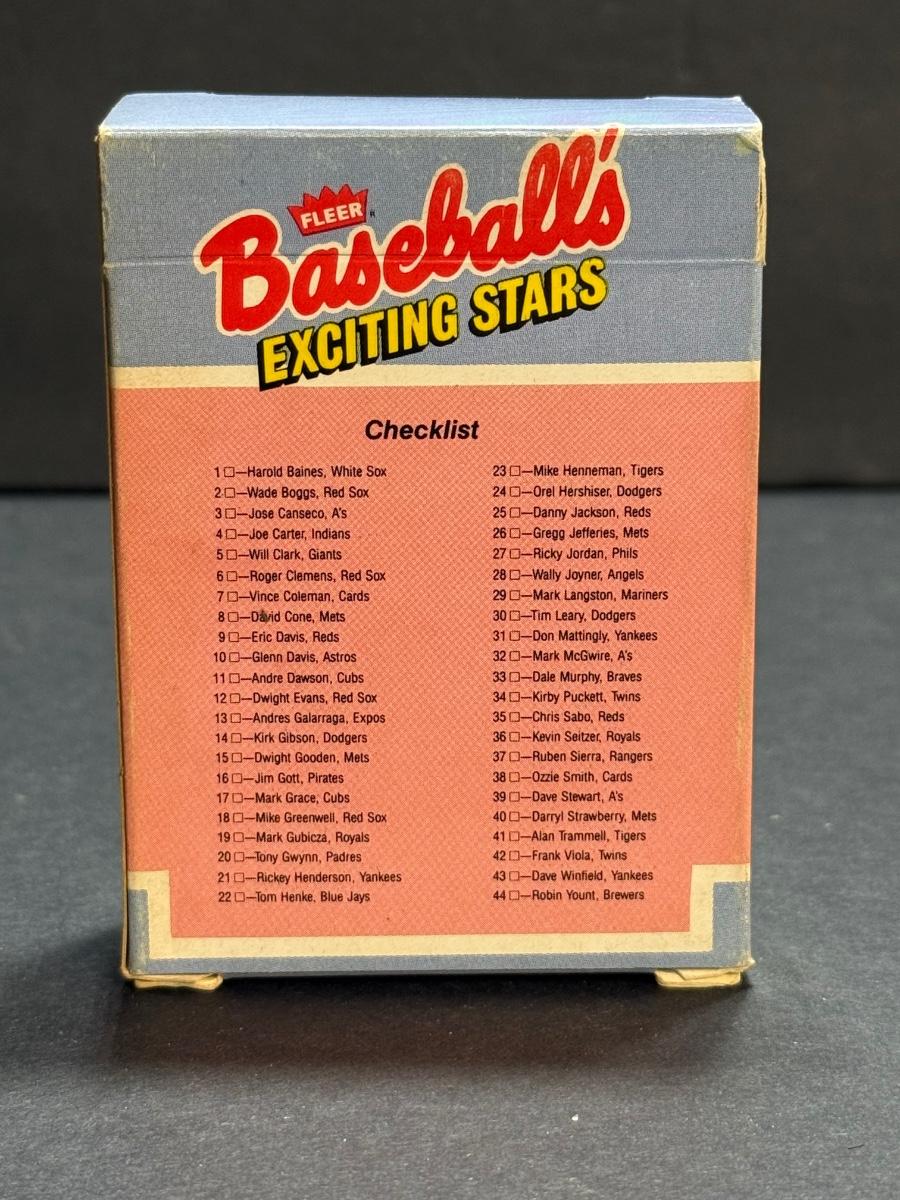 FLEER R
Baseball's
EXCITING STARS
Checklist
1 □—Harold Baines, White Sox
2 □—Wade Boggs, Red Sox
3 □—Jose Canseco, A's
4 □—Joe Carter, Indians
5 □—Will Clark, Giants
6 □—Roger Clemens, Red Sox
7 □—Vince Coleman, Cards
8 □—David Cone, Mets
9 □—Eric Davis, Reds
10 □—Glenn Davis, Astros
11 □—Andre Dawson, Cubs
12 □—Dwight Evans, Red Sox
13 □—Andres Galarraga, Expos
14 □—Kirk Gibson, Dodgers
15 □—Dwight Gooden, Mets
16 □—Jim Gott, Pirates
17 □—Mark Grace, Cubs
18 □—Mike Greenwell, Red Sox
19 □—Mark Gubicza, Royals
20 □—Tony Gwynn, Padres
21 □—Rickey Henderson, Yankees
22 □—Tom Henke, Blue Jays
23 □—Mike Henneman, Tigers
24 □—Orel Hershiser, Dodgers
25 □—Danny Jackson, Reds
26 □—Gregg Jefferies, Mets
27 □—Ricky Jordan, Phils
28 □—Wally Joyner, Angels
29 □—Mark Langston, Mariners
30 □—Tim Leary, Dodgers
31 □—Don Mattingly, Yankees
32 □—Mark McGwire, A's
33 □—Dale Murphy, Braves
34 □—Kirby Puckett, Twins
35 □—Chris Sabo, Reds
36 □—Kevin Seitzer, Royals
37 □—Ruben Sierra, Rangers
38 □—Ozzie Smith, Cards
39 □—Dave Stewart, A's
40 □—Darryl Strawberry, Mets
41 □—Alan Trammell, Tigers
42 □—Frank Viola, Twins
43 □—Dave Winfield, Yankees
44 □—Robin Yount, Brewers